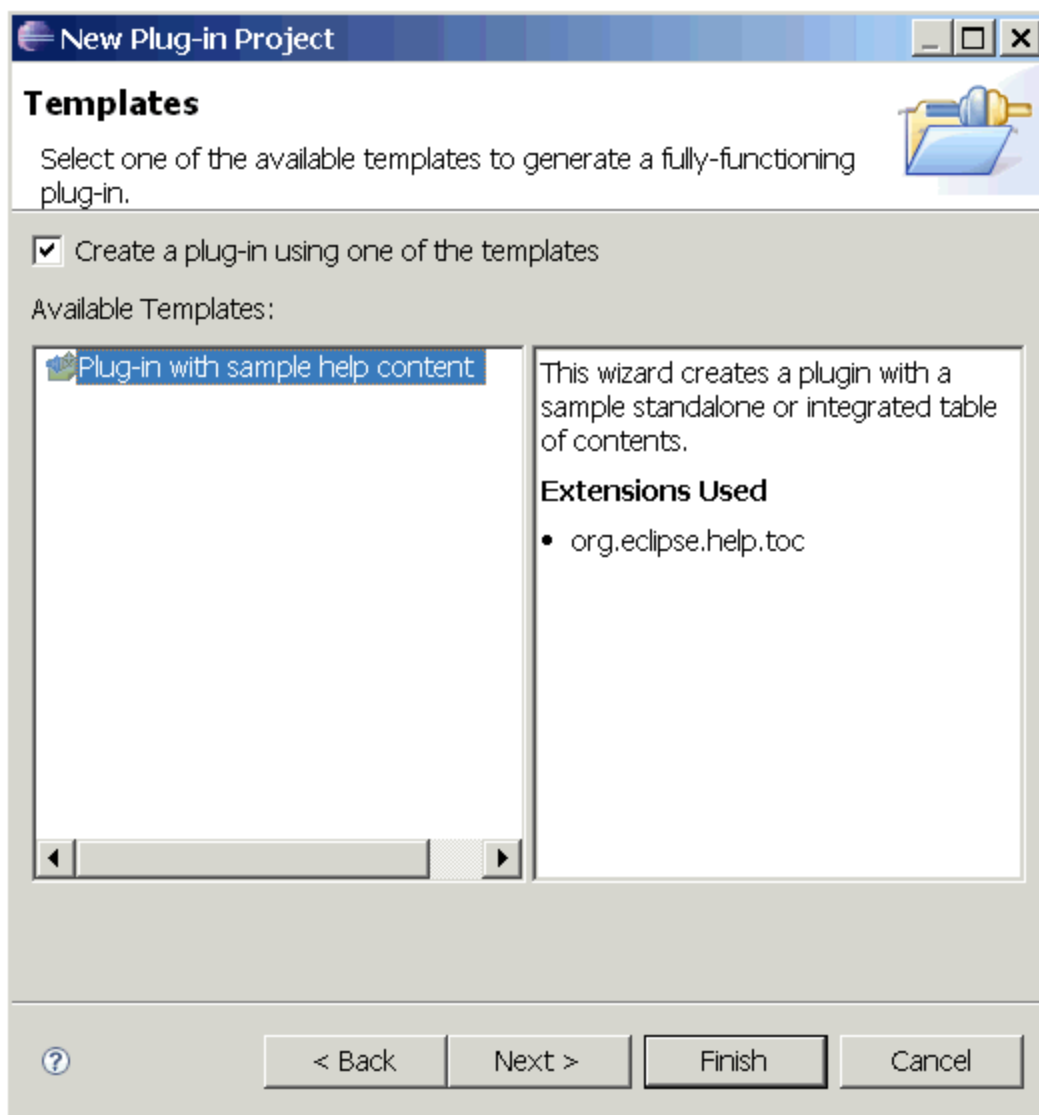 New Plug-in Project
Templates
Select one of the available templates to generate a fully-functioning
plug-in.
Create a plug-in using one of the templates
Available Templates:
Plug-in with sample help content
This wizard creates a plugin with a
sample standalone or integrated table
of contents.
Extensions Used
• org.eclipse.help.toc
?
< Back
Next >
Finish
Cancel